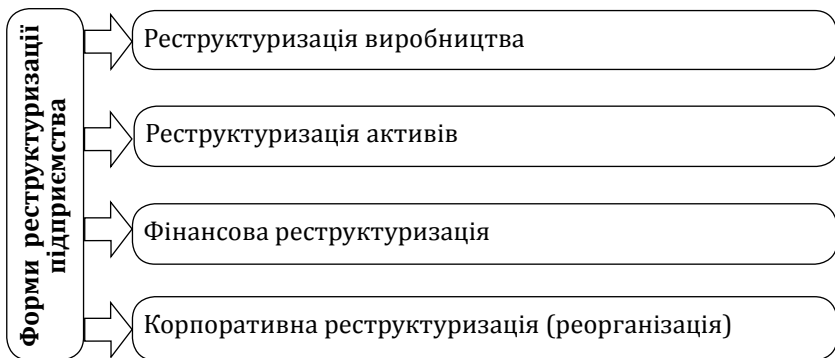 Форми реструктуризації
підприємства
Реструктуризація виробництва
Реструктуризація активів
Фінансова реструктуризація
Корпоративна реструктуризація (реорганізація)